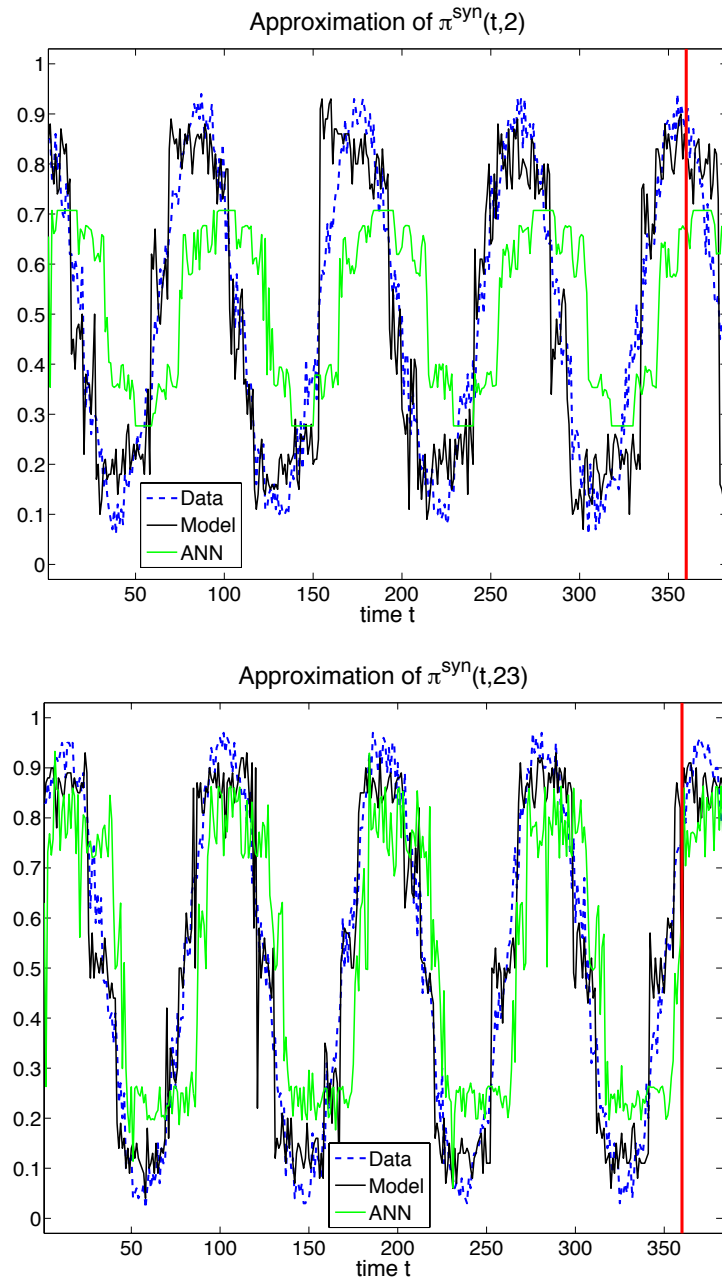 Approximation of π^syn(t,2)
1
0.9
0.8
0.7
0.6
0.5
0.4
0.3
0.2
0.1
0
Data
Model
ANN
50 100 150 200 250 300 350
time t
Approximation of π^syn(t,23)
1
0.9
0.8
0.7
0.6
0.5
0.4
0.3
0.2
0.1
0
Data
Model
ANN
50 100 150 200 250 300 350
time t